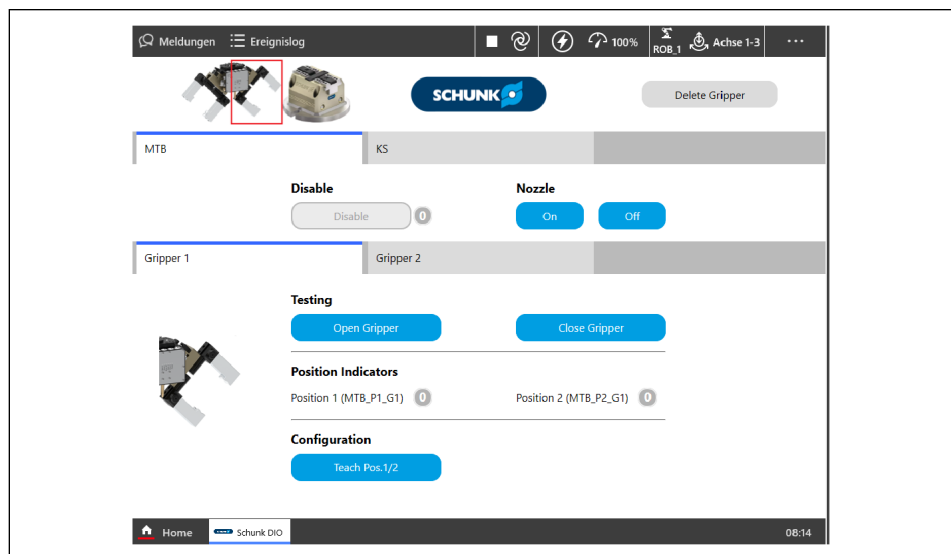 Meldungen Ereignislog 100% ROB_1 Achse 1-3 ...
SCHUNK Delete Gripper
MTB KS
Disable Nozzle
Disable 0 On Off
Gripper 1 Gripper 2
Testing
Open Gripper Close Gripper
Position Indicators
Position 1 (MTB_P1_G1) 0 Position 2 (MTB_P2_G1) 0
Configuration
Teach Pos.1/2
Home SCHUNK Schunk DIO 08:14